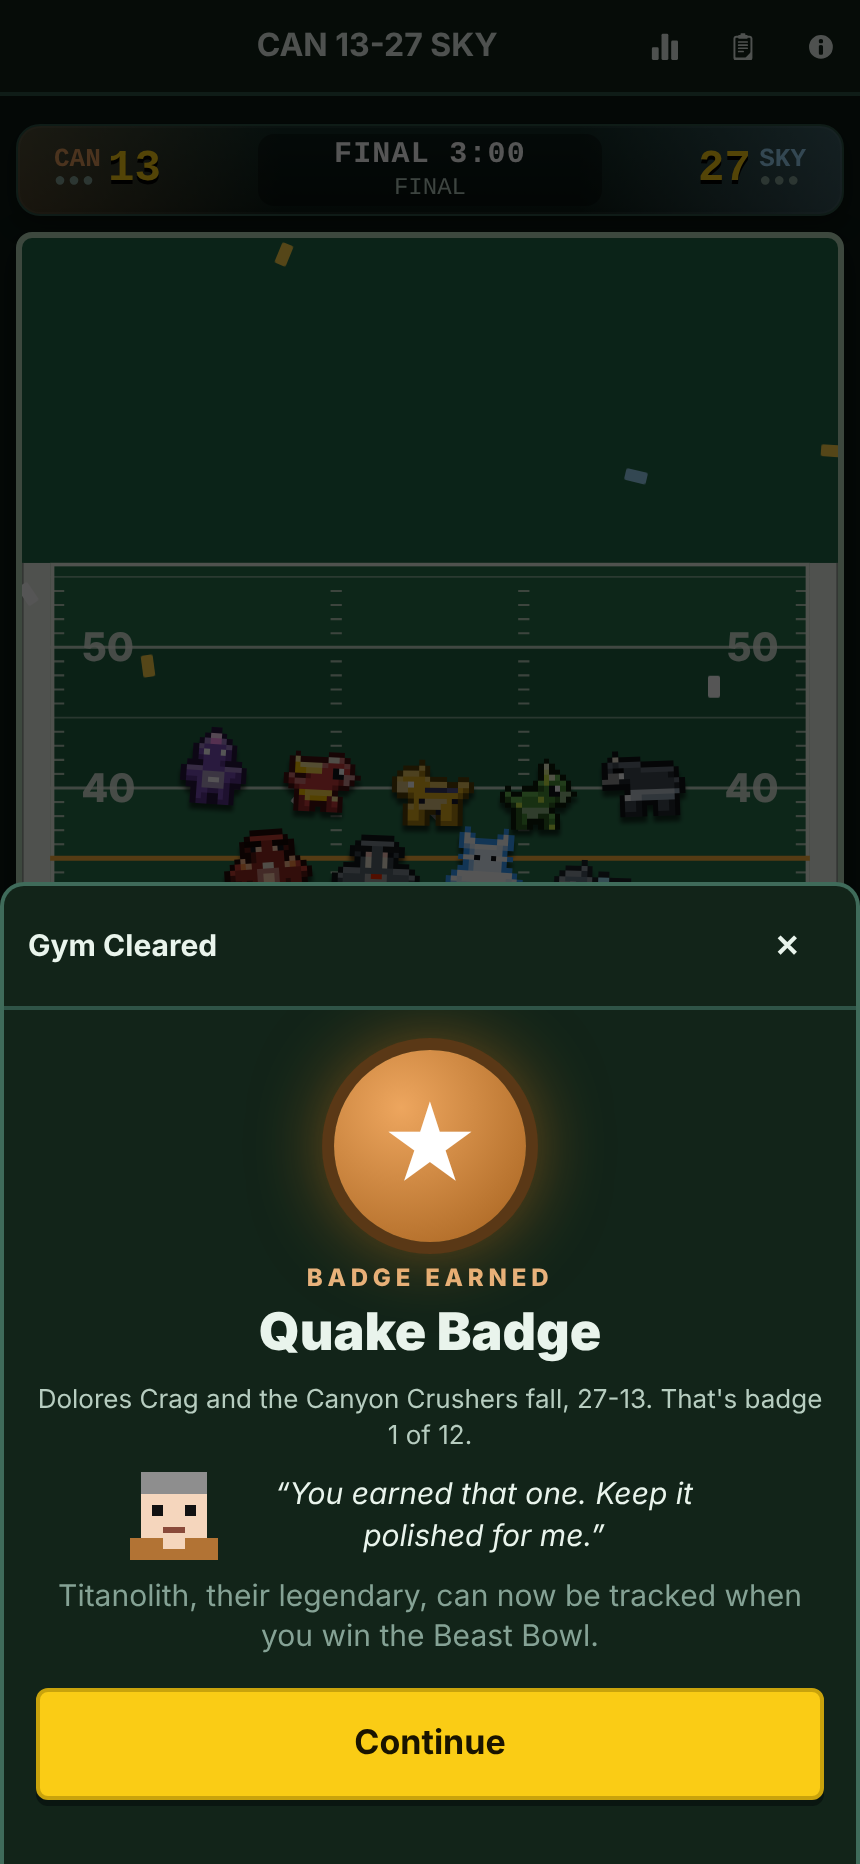 CAN 13-27 SKY
CAN 13
FINAL 3:00
FINAL
27 SKY
50 50
40 40
Gym Cleared
BADGE EARNED
Quake Badge
Dolores Crag and the Canyon Crushers fall, 27-13. That's badge
1 of 12.
“You earned that one. Keep it
polished for me.”
Titanolith, their legendary, can now be tracked when
you win the Beast Bowl.
Continue